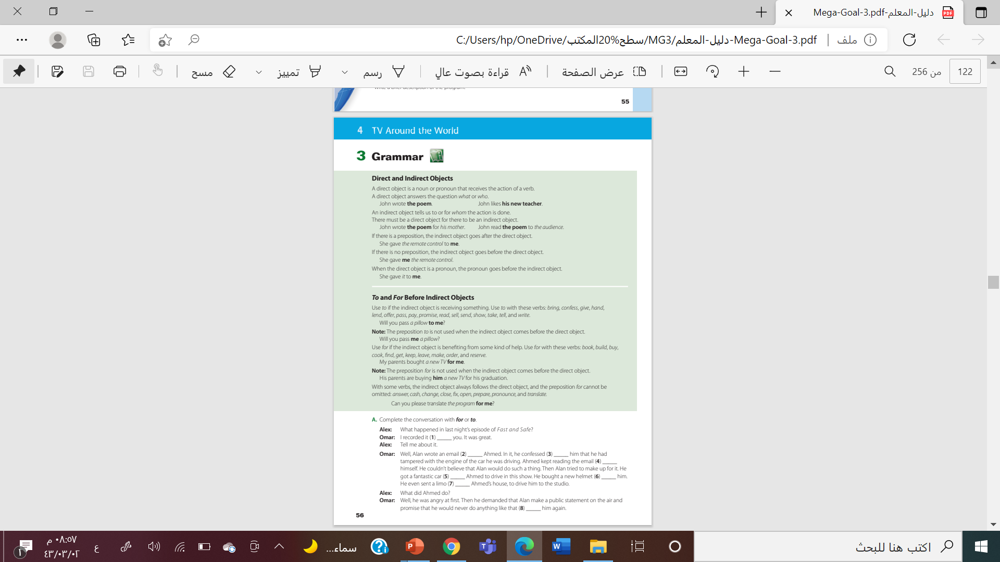 دليل-المعلم-Mega-Goal-3.pdf
ملف
C:/Users/hp/OneDrive/سطح%20المكتب/MG3/دليل-المعلم-Mega-Goal-3.pdf
122
من 256
عرض الصفحة
قراءة بصوت عالٍ
رسم
تمييز
مسح
Write a brief description of the program.
55
4 TV Around the World
3 Grammar
Direct and Indirect Objects
A direct object is a noun or pronoun that receives the action of a verb.
A direct object answers the question what or who.
John wrote the poem. John likes his new teacher.
An indirect object tells us to or for whom the action is done.
There must be a direct object for there to be an indirect object.
John wrote the poem for his mother. John read the poem to the audience.
If there is a preposition, the indirect object goes after the direct object.
She gave the remote control to me.
If there is no preposition, the indirect object goes before the direct object.
She gave me the remote control.
When the direct object is a pronoun, the pronoun goes before the indirect object.
She gave it to me.
To and For Before Indirect Objects
Use to if the indirect object is receiving something. Use to with these verbs: bring, confess, give, hand,
lend, offer, pass, pay, promise, read, sell, send, show, take, tell, and write.
Will you pass a pillow to me?
Note: The preposition to is not used when the indirect object comes before the direct object.
Will you pass me a pillow?
Use for if the indirect object is benefiting from some kind of help. Use for with these verbs: book, build, buy,
cook, find, get, keep, leave, make, order, and reserve.
My parents bought a new TV for me.
Note: The preposition for is not used when the indirect object comes before the direct object.
His parents are buying him a new TV for his graduation.
With some verbs, the indirect object always follows the direct object, and the preposition for cannot be
omitted: answer, cash, change, close, fix, open, prepare, pronounce, and translate.
Can you please translate the program for me?
A. Complete the conversation with for or to.
Alex: What happened in last night's episode of Fast and Safe?
Omar: I recorded it (1) _____ you. It was great.
Alex: Tell me about it.
Omar: Well, Alan wrote an email (2) _____ Ahmed. In it, he confessed (3) _____ him that he had
tampered with the engine of the car he was driving. Ahmed kept reading the email (4) _____
himself. He couldn't believe that Alan would do such a thing. Then Alan tried to make up for it. He
got a fantastic car (5) _____ Ahmed to drive in this show. He bought a new helmet (6) _____ him.
He even sent a limo (7) _____ Ahmed's house, to drive him to the studio.
Alex: What did Ahmed do?
Omar: Well, he was angry at first. Then he demanded that Alan make a public statement on the air and
promise that he would never do anything like that (8) _____ him again.
56
اكتب هنا للبحث
سماء...
ع
٠٨:٥٧ م
٤٣/٠٣/٠٢
١